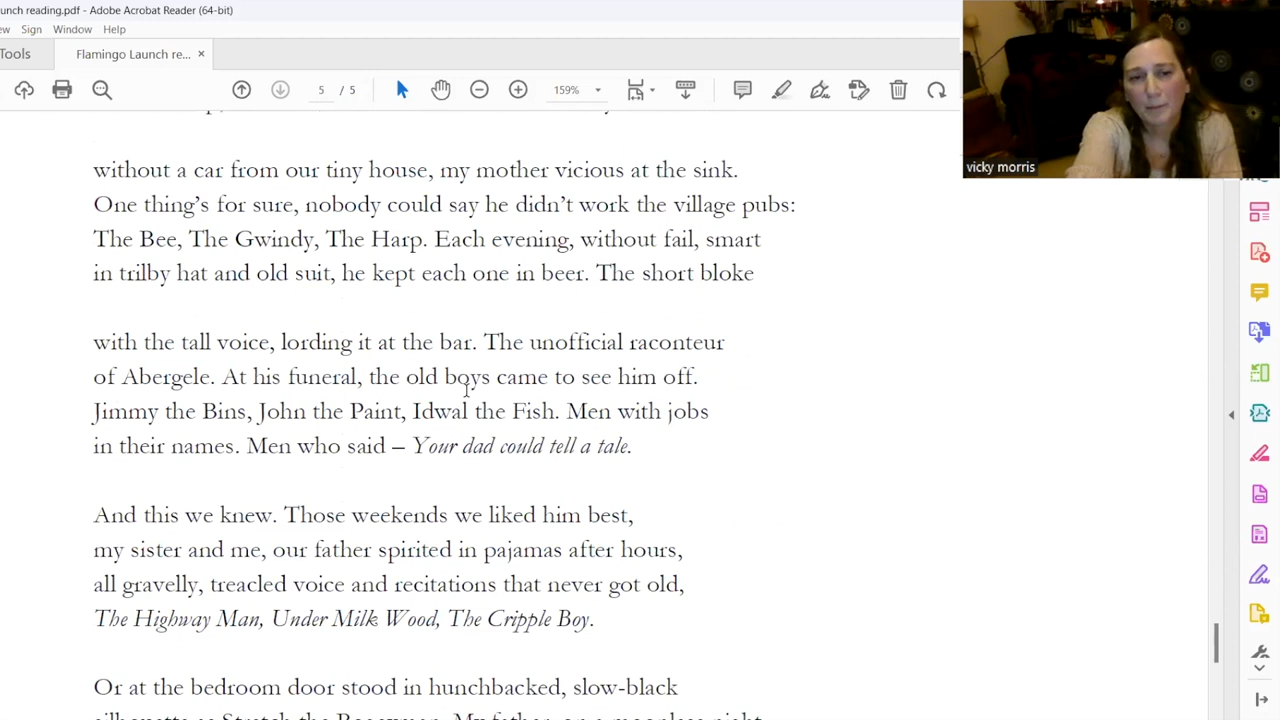 unch reading.pdf - Adobe Acrobat Reader (64-bit)
ew Sign Window Help
Tools
Flamingo Launch re... ×
5 / 5
159%
vicky morris
without a car from our tiny house, my mother vicious at the sink.
One thing’s for sure, nobody could say he didn’t work the village pubs:
The Bee, The Gwindy, The Harp. Each evening, without fail, smart
in trilby hat and old suit, he kept each one in beer. The short bloke
with the tall voice, lording it at the bar. The unofficial raconteur
of Abergele. At his funeral, the old boys came to see him off.
Jimmy the Bins, John the Paint, Idwal the Fish. Men with jobs
in their names. Men who said – Your dad could tell a tale.
And this we knew. Those weekends we liked him best,
my sister and me, our father spirited in pajamas after hours,
all gravelly, treacled voice and recitations that never got old,
The Highway Man, Under Milk Wood, The Cripple Boy.
Or at the bedroom door stood in hunchbacked, slow-black